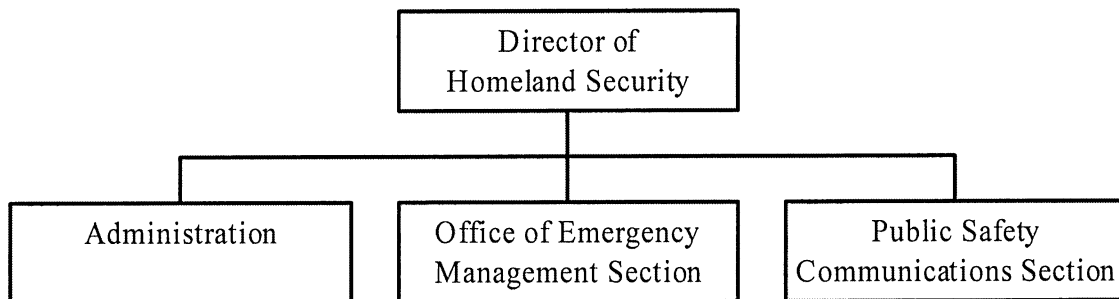 Director of
Homeland Security
Administration
Office of Emergency
Management Section
Public Safety
Communications Section